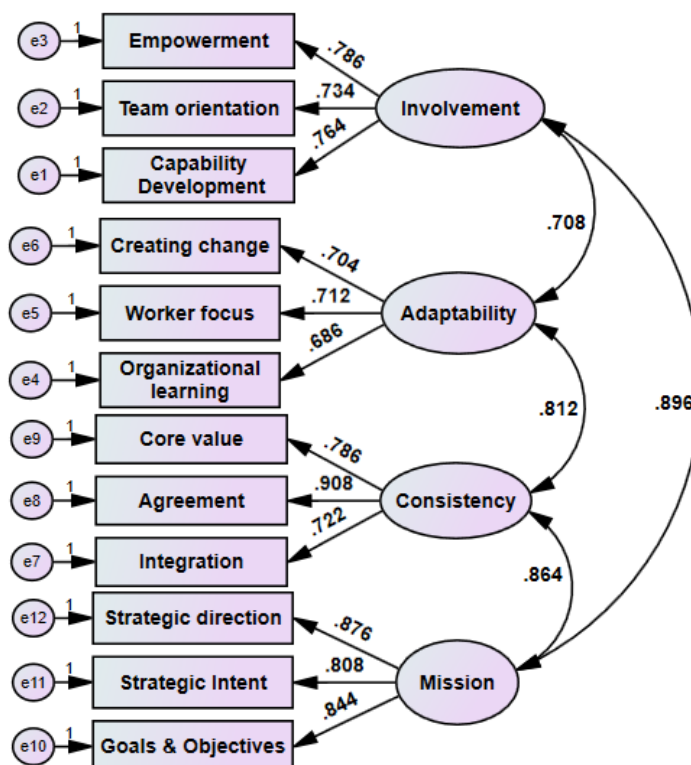 e3 1 Empowerment .786
e2 1 Team orientation .734 Involvement
e1 1 Capability
Development .764
.708
e6 1 Creating change .704
e5 1 Worker focus .712 Adaptability
e4 1 Organizational
learning .686
.812
.896
e9 1 Core value .786
e8 1 Agreement .908 Consistency
e7 1 Integration .722
.864
e12 1 Strategic direction .876
e11 1 Strategic Intent .808 Mission
e10 1 Goals & Objectives .844